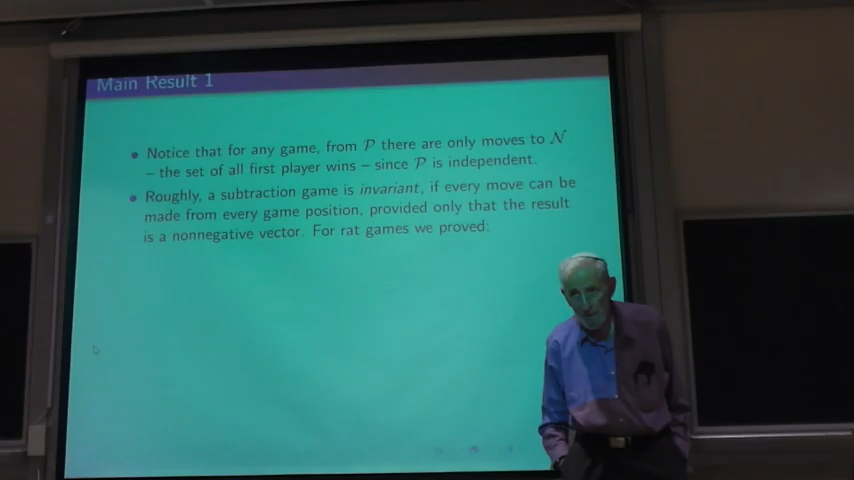 Main Result 1
Notice that for any game, from P there are only moves to N
– the set of all first player wins – since P is independent.
Roughly, a subtraction game is invariant, if every move can be
made from every game position, provided only that the result
is a nonnegative vector. For rat games we proved: